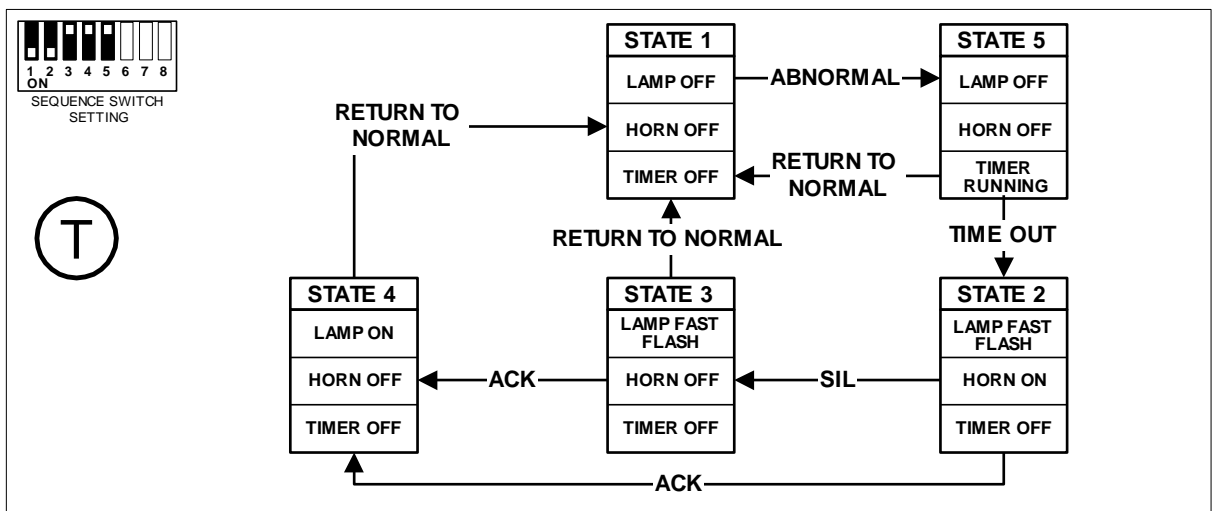 1 2 3 4 5 6 7 8
ON
SEQUENCE SWITCH
SETTING
T
STATE 1
LAMP OFF
HORN OFF
TIMER OFF
ABNORMAL
STATE 5
LAMP OFF
HORN OFF
TIMER
RUNNING
RETURN TO
NORMAL
RETURN TO
NORMAL
RETURN TO NORMAL
TIME OUT
STATE 4
LAMP ON
HORN OFF
TIMER OFF
ACK
STATE 3
LAMP FAST
FLASH
HORN OFF
TIMER OFF
SIL
STATE 2
LAMP FAST
FLASH
HORN ON
TIMER OFF
ACK